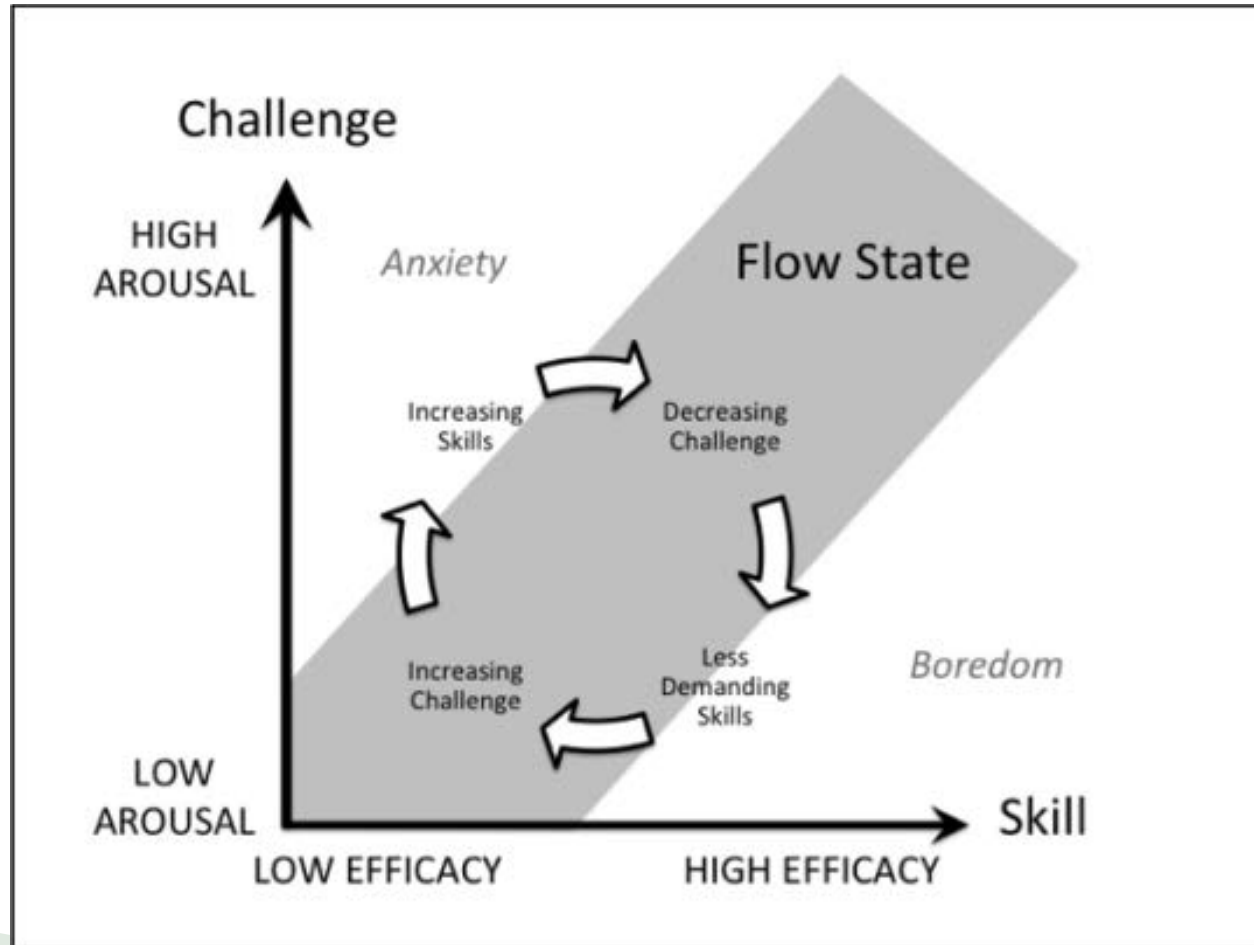 Challenge
HIGH
AROUSAL
Anxiety
Flow State
Increasing
Skills
Decreasing
Challenge
Increasing
Challenge
Less
Demanding
Skills
Boredom
LOW
AROUSAL
Skill
LOW EFFICACY
HIGH EFFICACY